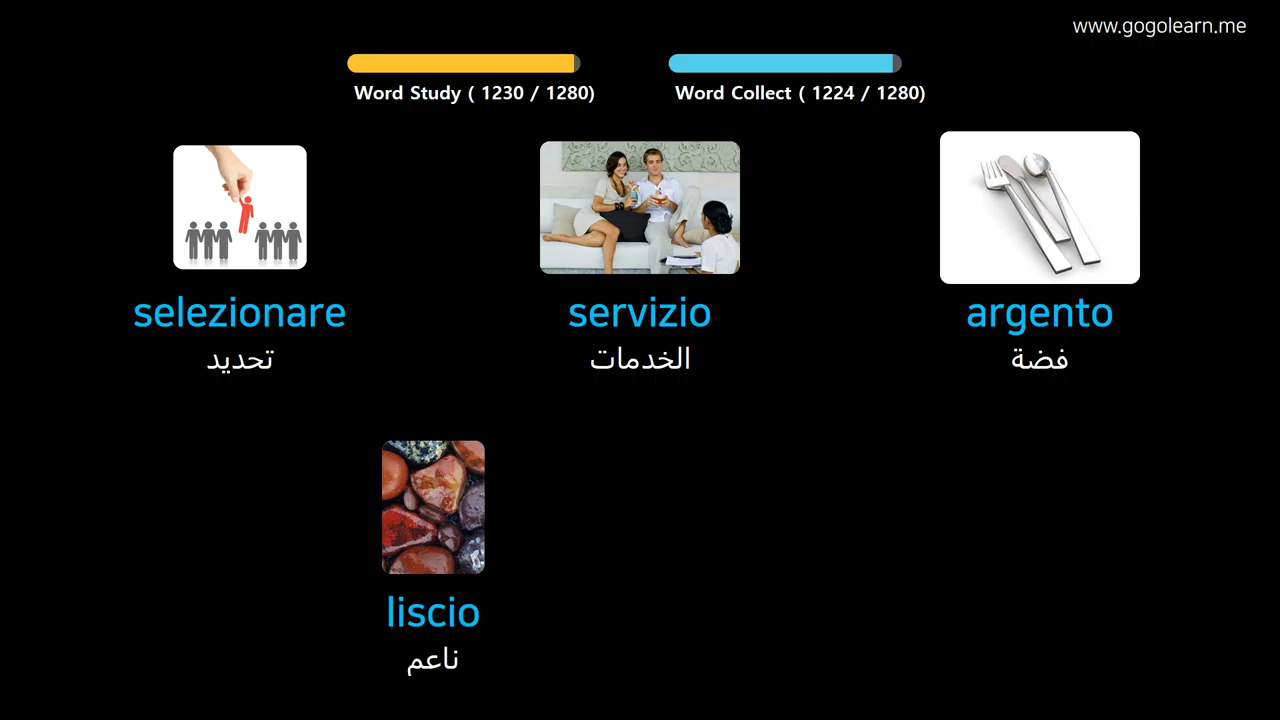 www.gogolearn.me
Word Study ( 1230 / 1280)
Word Collect ( 1224 / 1280)
selezionare
تحديد
servizio
الخدمات
argento
فضة
liscio
ناعم